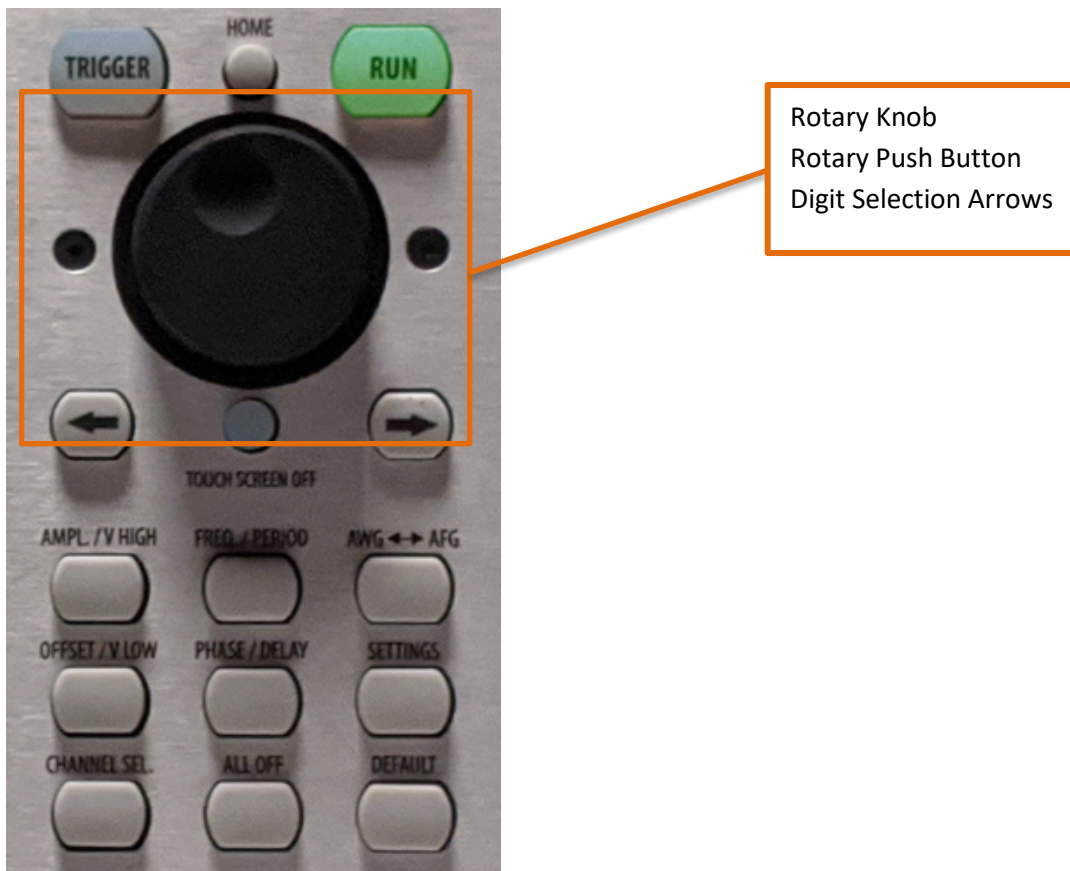 HOME
TRIGGER
RUN
Rotary Knob
Rotary Push Button
Digit Selection Arrows
TOUCH SCREEN OFF
AMPL. / V HIGH
FREQ. / PERIOD
AWG ↔ AFG
OFFSET / V LOW
PHASE / DELAY
SETTINGS
CHANNEL SEL.
ALL OFF
DEFAULT